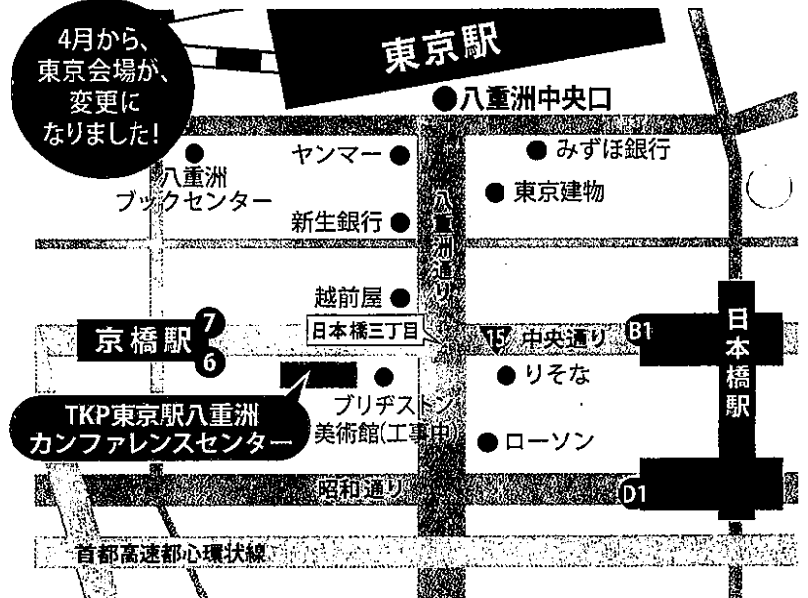 4月から、
東京会場が、
変更に
なりました!
東京駅
八重洲中央口
八重洲
ブックセンター
ヤンマー
みずほ銀行
東京建物
新生銀行
八重洲通り
越前屋
日本橋三丁目
京橋駅
7
6
15
中央通り
B1
日本橋駅
TKP東京駅八重洲
カンファレンスセンター
ブリヂストン
美術館(工事中)
りそな
ローソン
昭和通り
D1
首都高速都心環状線